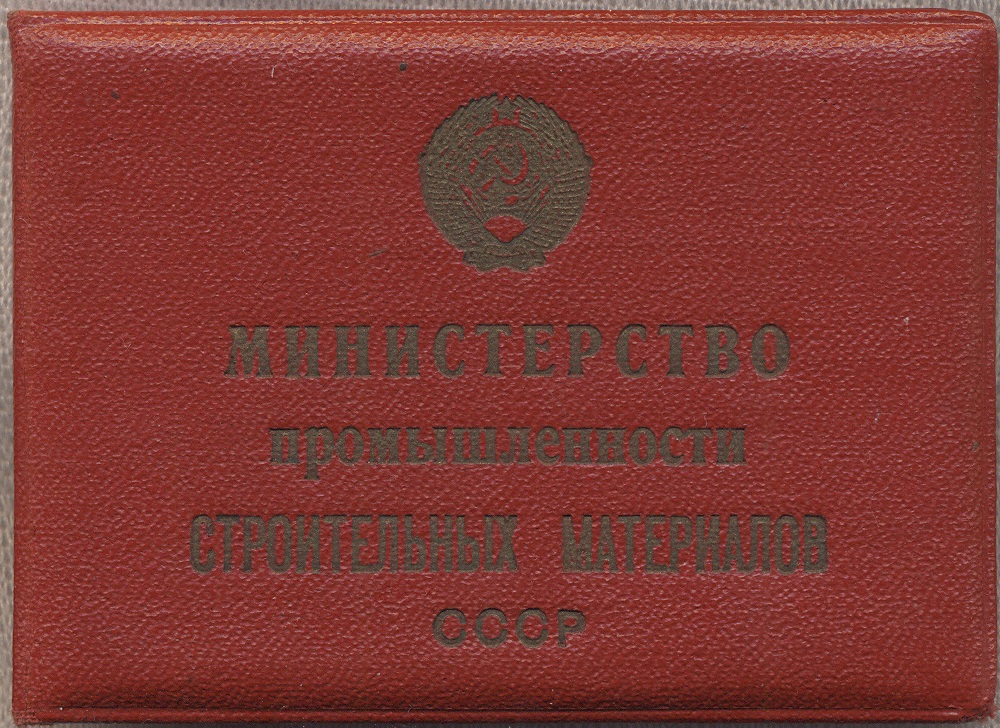 МИНИСТЕРСТВО
промышленности
СТРОИТЕЛЬНЫХ МАТЕРИАЛОВ
СССР